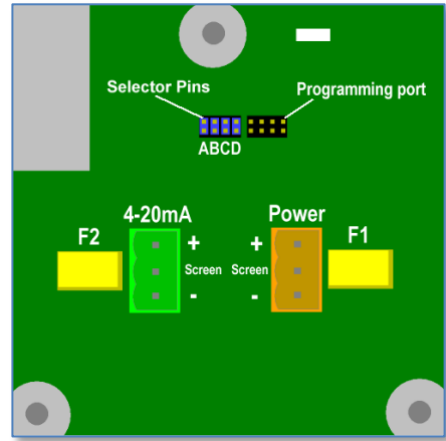 Selector Pins
Programming port
ABCD
4-20mA
Power
F2
+
+
F1
Screen
Screen
-
-